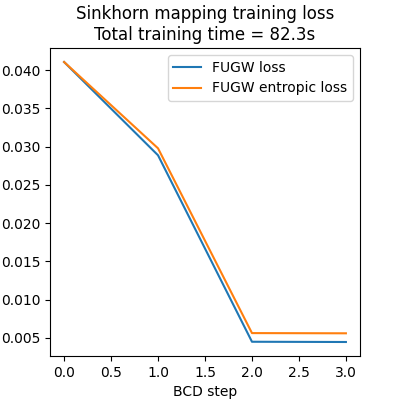 Sinkhorn mapping training loss
Total training time = 82.3s
FUGW loss
FUGW entropic loss
0.040
0.035
0.030
0.025
0.020
0.015
0.010
0.005
0.0 0.5 1.0 1.5 2.0 2.5 3.0
BCD step